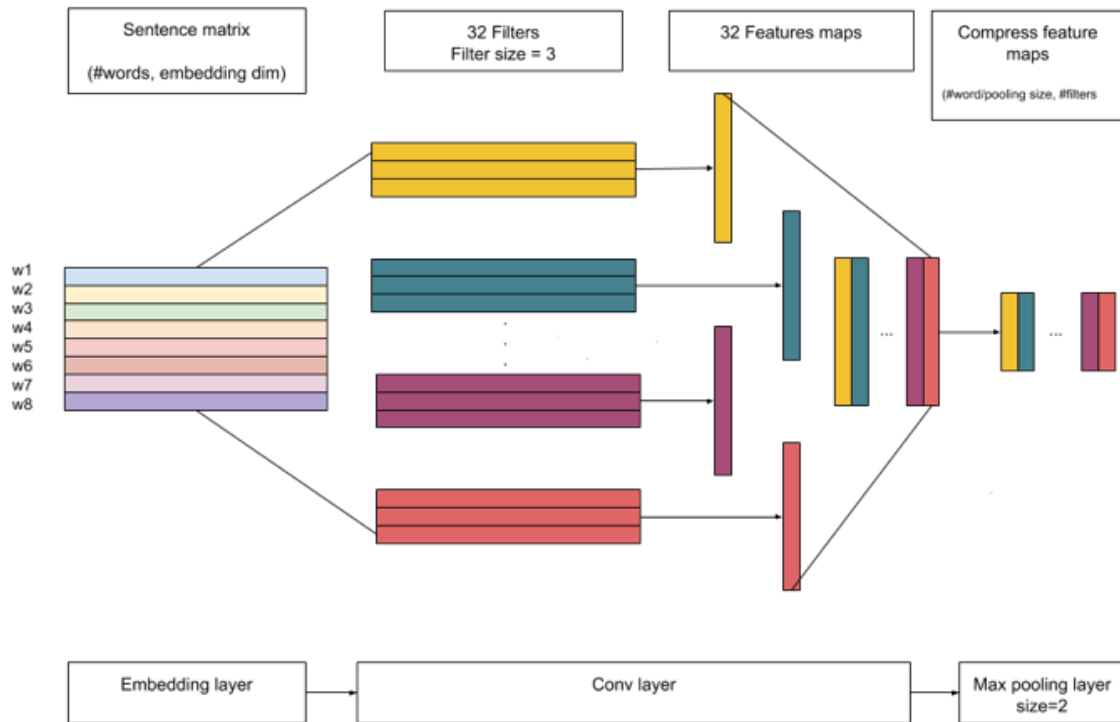 Sentence matrix
(#words, embedding dim)
32 Filters
Filter size = 3
32 Features maps
Compress feature
maps
(#word/pooling size, #filters
w1
w2
w3
w4
w5
w6
w7
w8
...
...
Embedding layer
Conv layer
Max pooling layer
size=2